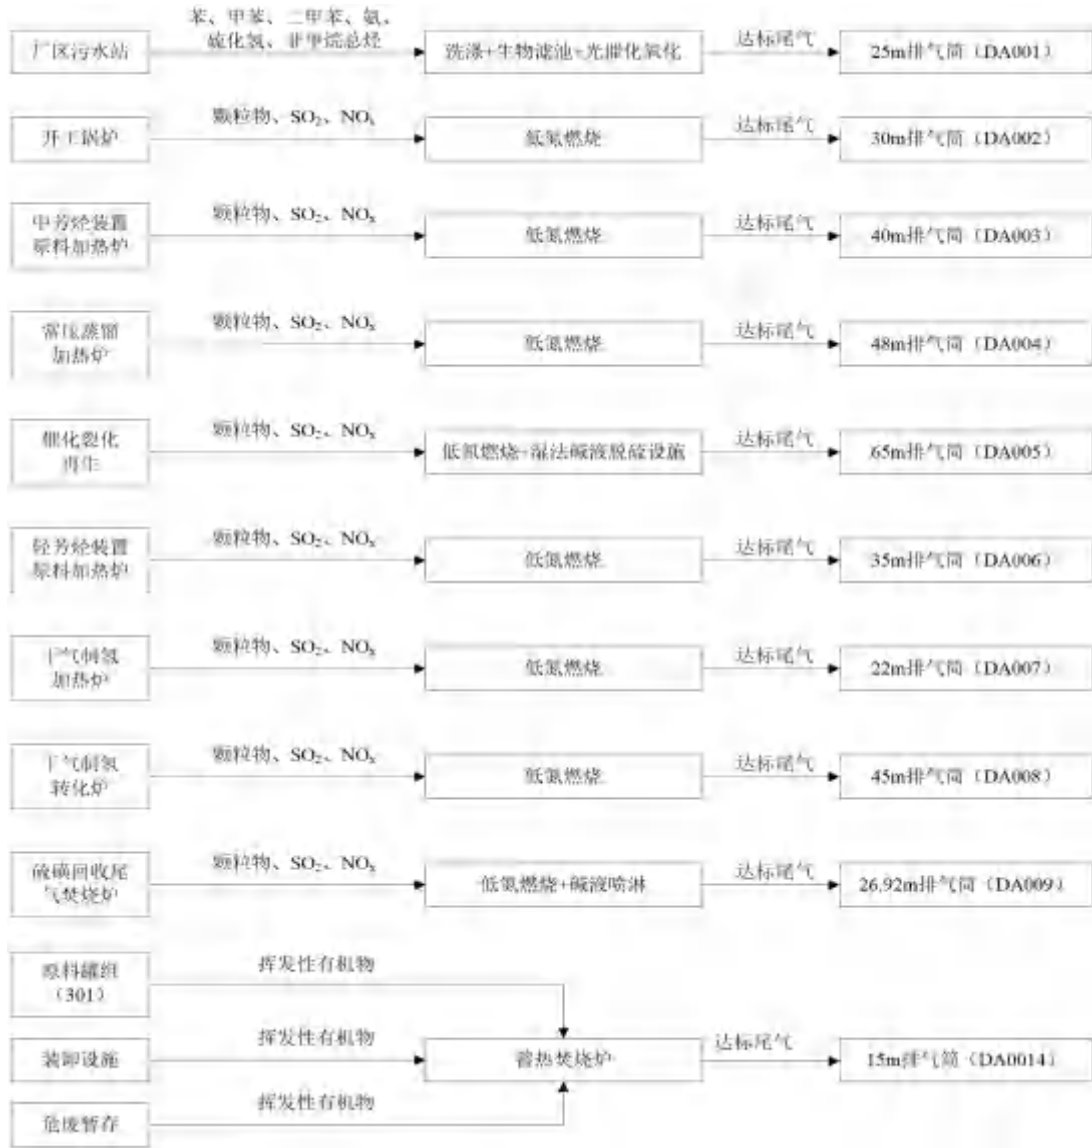 苯、甲苯、二甲苯、氨、
硫化氢、非甲烷总烃
厂区污水站
洗涤+生物滤池+光催化氧化
达标尾气
25m排气筒（DA001）
开工锅炉
颗粒物、SO₂、NOₓ
低氮燃烧
达标尾气
30m排气筒（DA002）
中芳烃装置
原料加热炉
颗粒物、SO₂、NOₓ
低氮燃烧
达标尾气
40m排气筒（DA003）
常压蒸馏
加热炉
颗粒物、SO₂、NOₓ
低氮燃烧
达标尾气
48m排气筒（DA004）
催化裂化
再生
颗粒物、SO₂、NOₓ
低氮燃烧+湿法碱液脱硫设施
达标尾气
65m排气筒（DA005）
轻芳烃装置
原料加热炉
颗粒物、SO₂、NOₓ
低氮燃烧
达标尾气
35m排气筒（DA006）
干气制氢
加热炉
颗粒物、SO₂、NOₓ
低氮燃烧
达标尾气
22m排气筒（DA007）
干气制氢
转化炉
颗粒物、SO₂、NOₓ
低氮燃烧
达标尾气
45m排气筒（DA008）
硫磺回收尾
气焚烧炉
颗粒物、SO₂、NOₓ
低氮燃烧+碱液喷淋
达标尾气
26.92m排气筒（DA009）
原料罐组
（301）
挥发性有机物
装卸设施
挥发性有机物
蓄热焚烧炉
达标尾气
15m排气筒（DA0014）
危废暂存
挥发性有机物